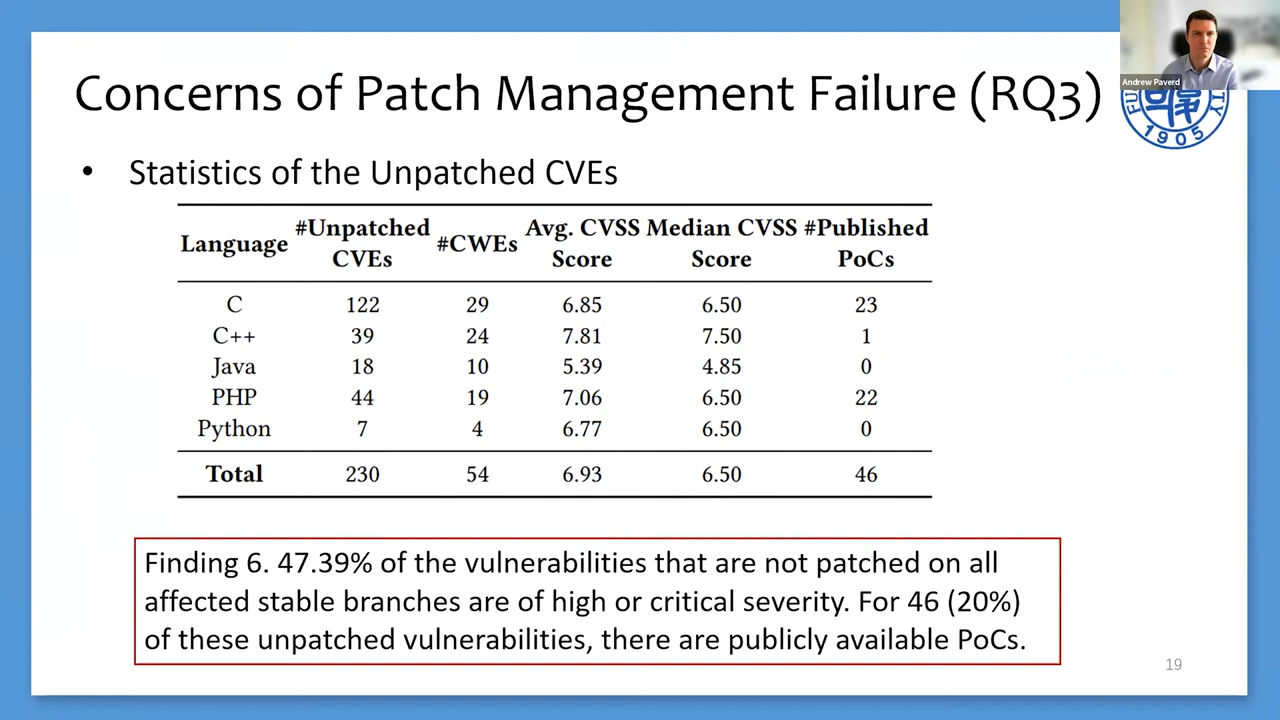 Concerns of Patch Management Failure (RQ3)
Andrew Paverd
1905
• Statistics of the Unpatched CVEs
Language #Unpatched CVEs #CWEs Avg. CVSS Score Median CVSS Score #Published PoCs
C 122 29 6.85 6.50 23
C++ 39 24 7.81 7.50 1
Java 18 10 5.39 4.85 0
PHP 44 19 7.06 6.50 22
Python 7 4 6.77 6.50 0
Total 230 54 6.93 6.50 46
Finding 6. 47.39% of the vulnerabilities that are not patched on all
affected stable branches are of high or critical severity. For 46 (20%)
of these unpatched vulnerabilities, there are publicly available PoCs.
19